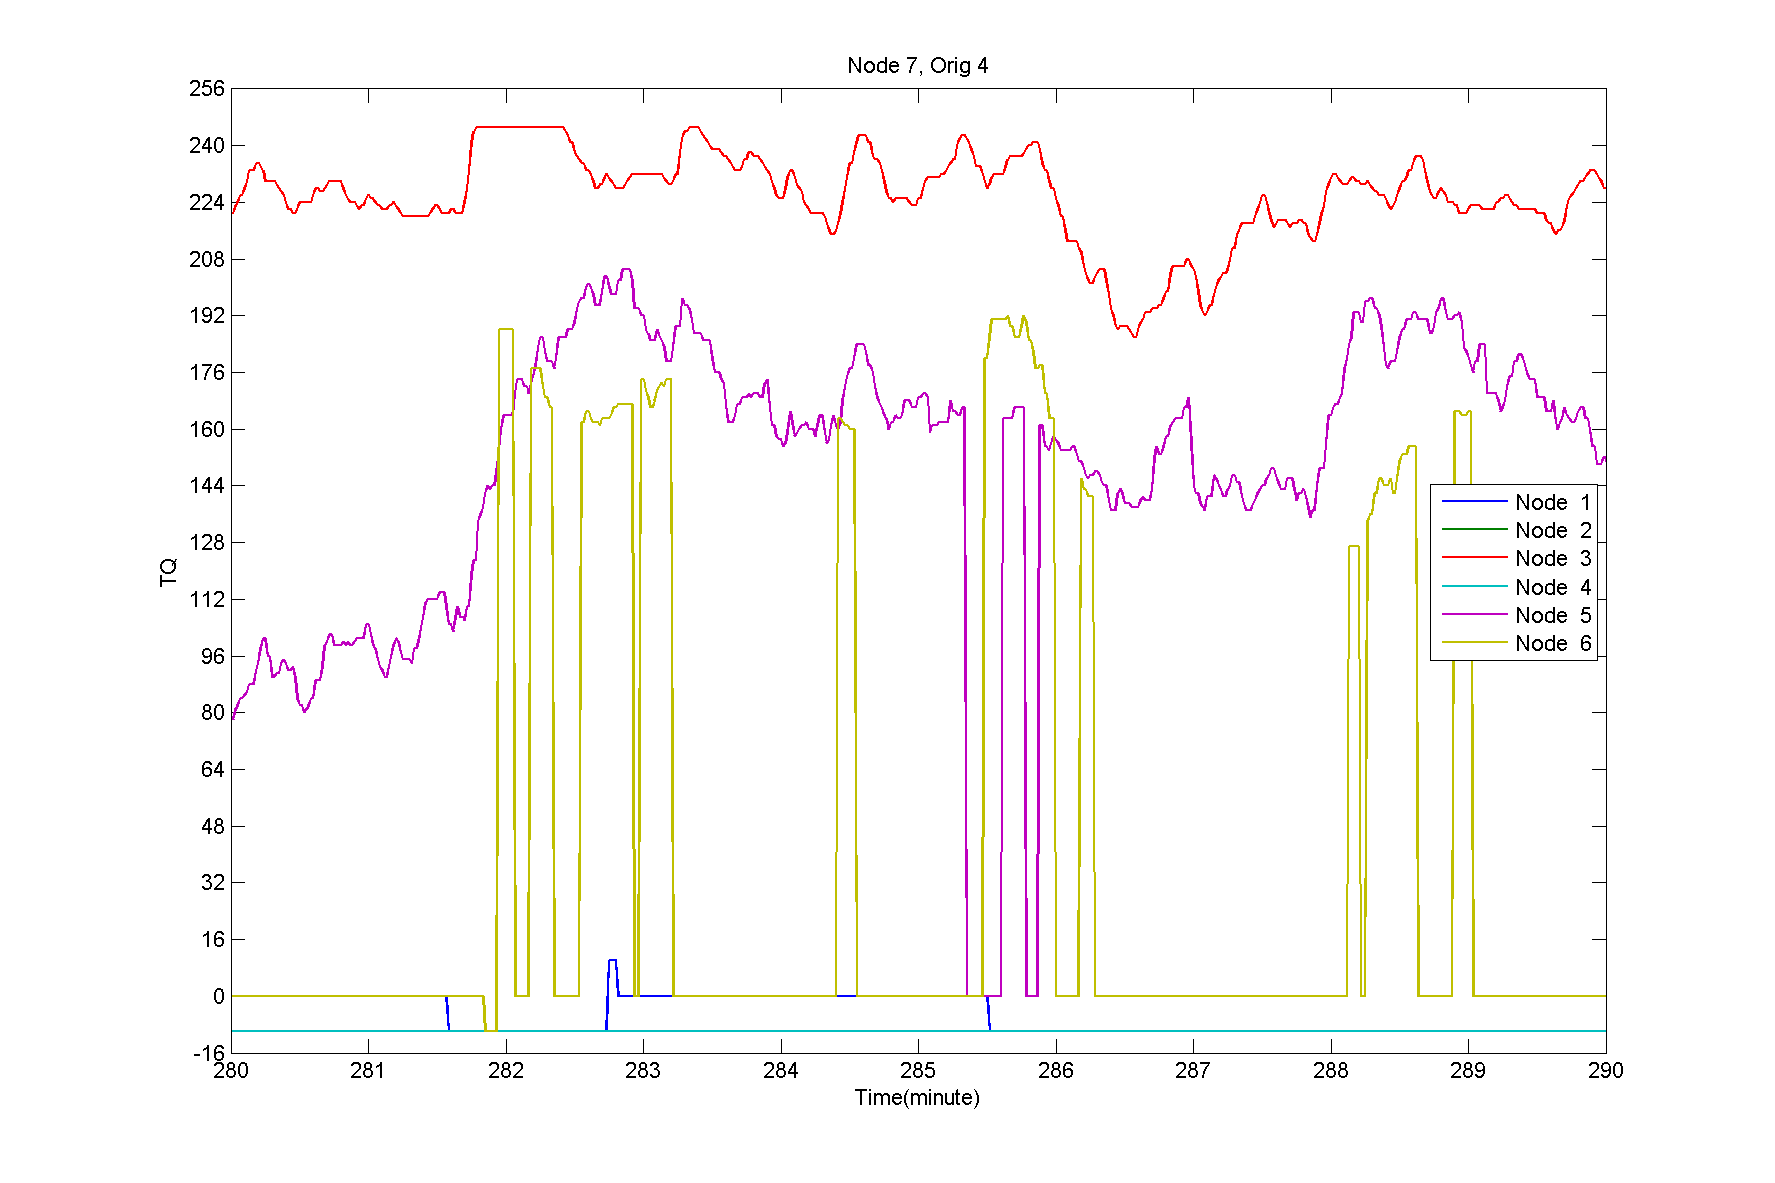 Node 7, Orig 4
256
240
224
208
192
176
160
144
128
112
96
80
64
48
32
16
0
-16
TQ
280 281 282 283 284 285 286 287 288 289 290
Time(minute)
Node 1
Node 2
Node 3
Node 4
Node 5
Node 6